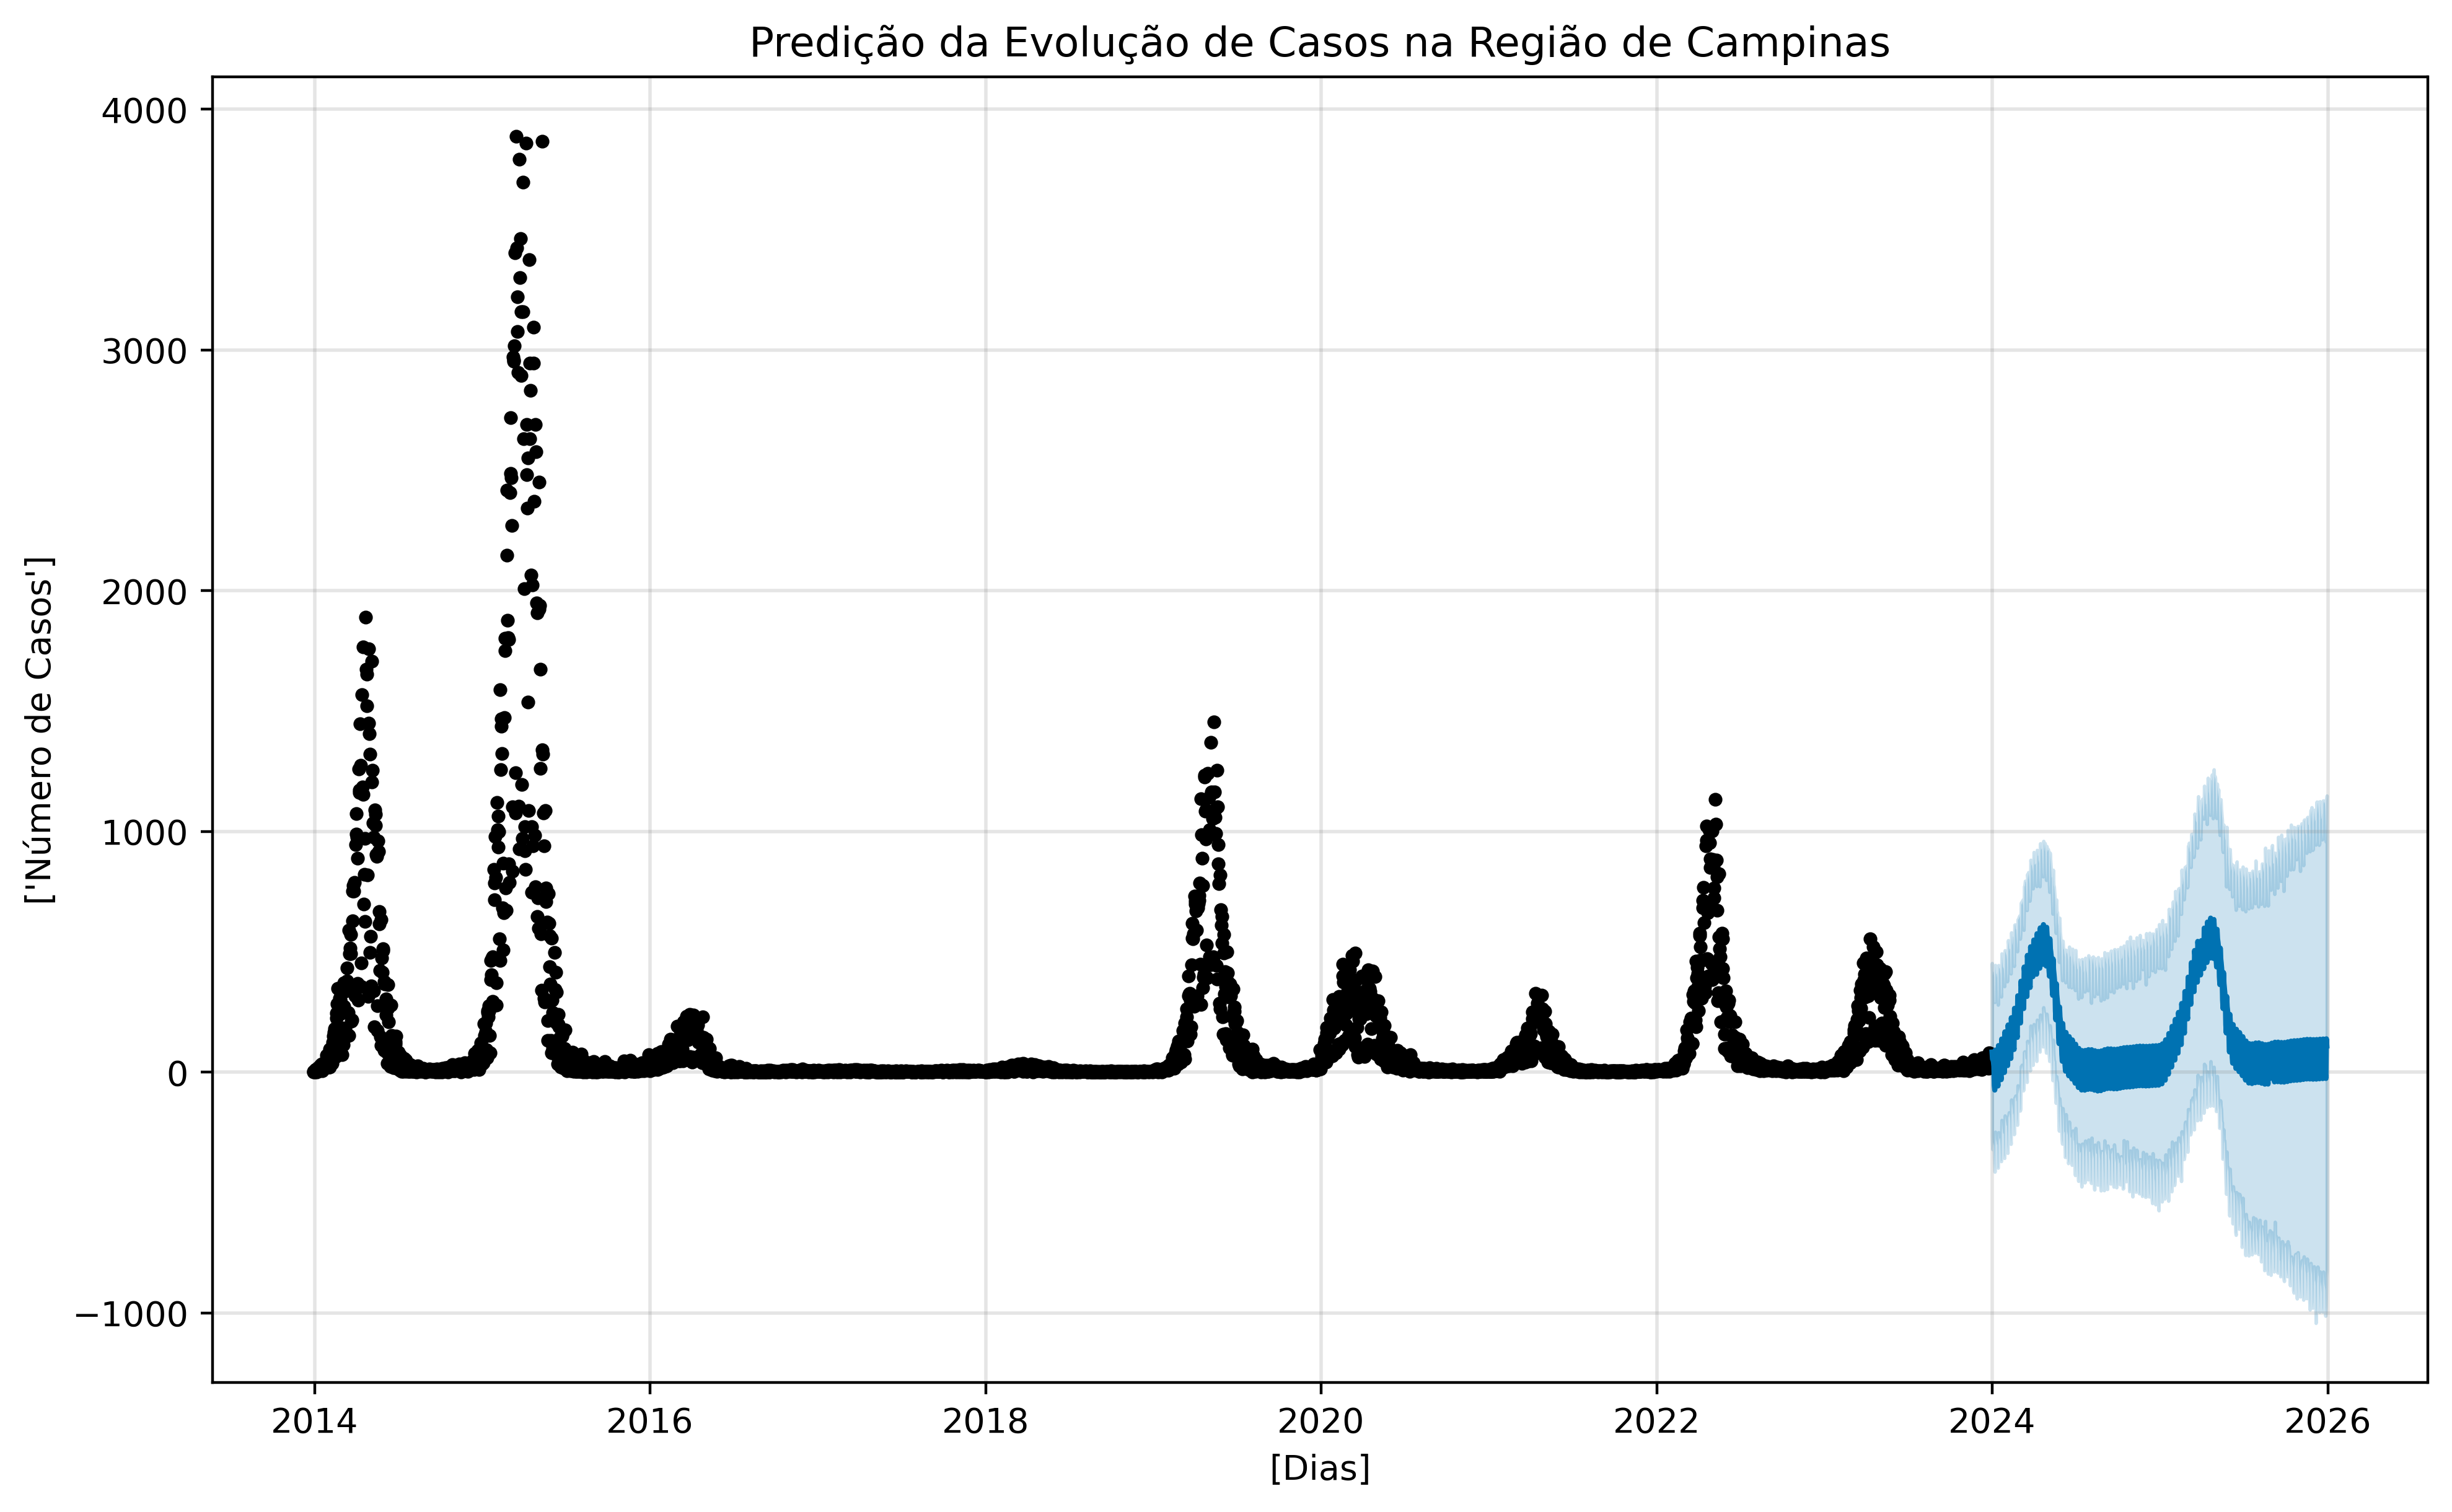 Predição da Evolução de Casos na Região de Campinas
['Número de Casos']
4000
3000
2000
1000
0
−1000
2014 2016 2018 2020 2022 2024 2026
[Dias]